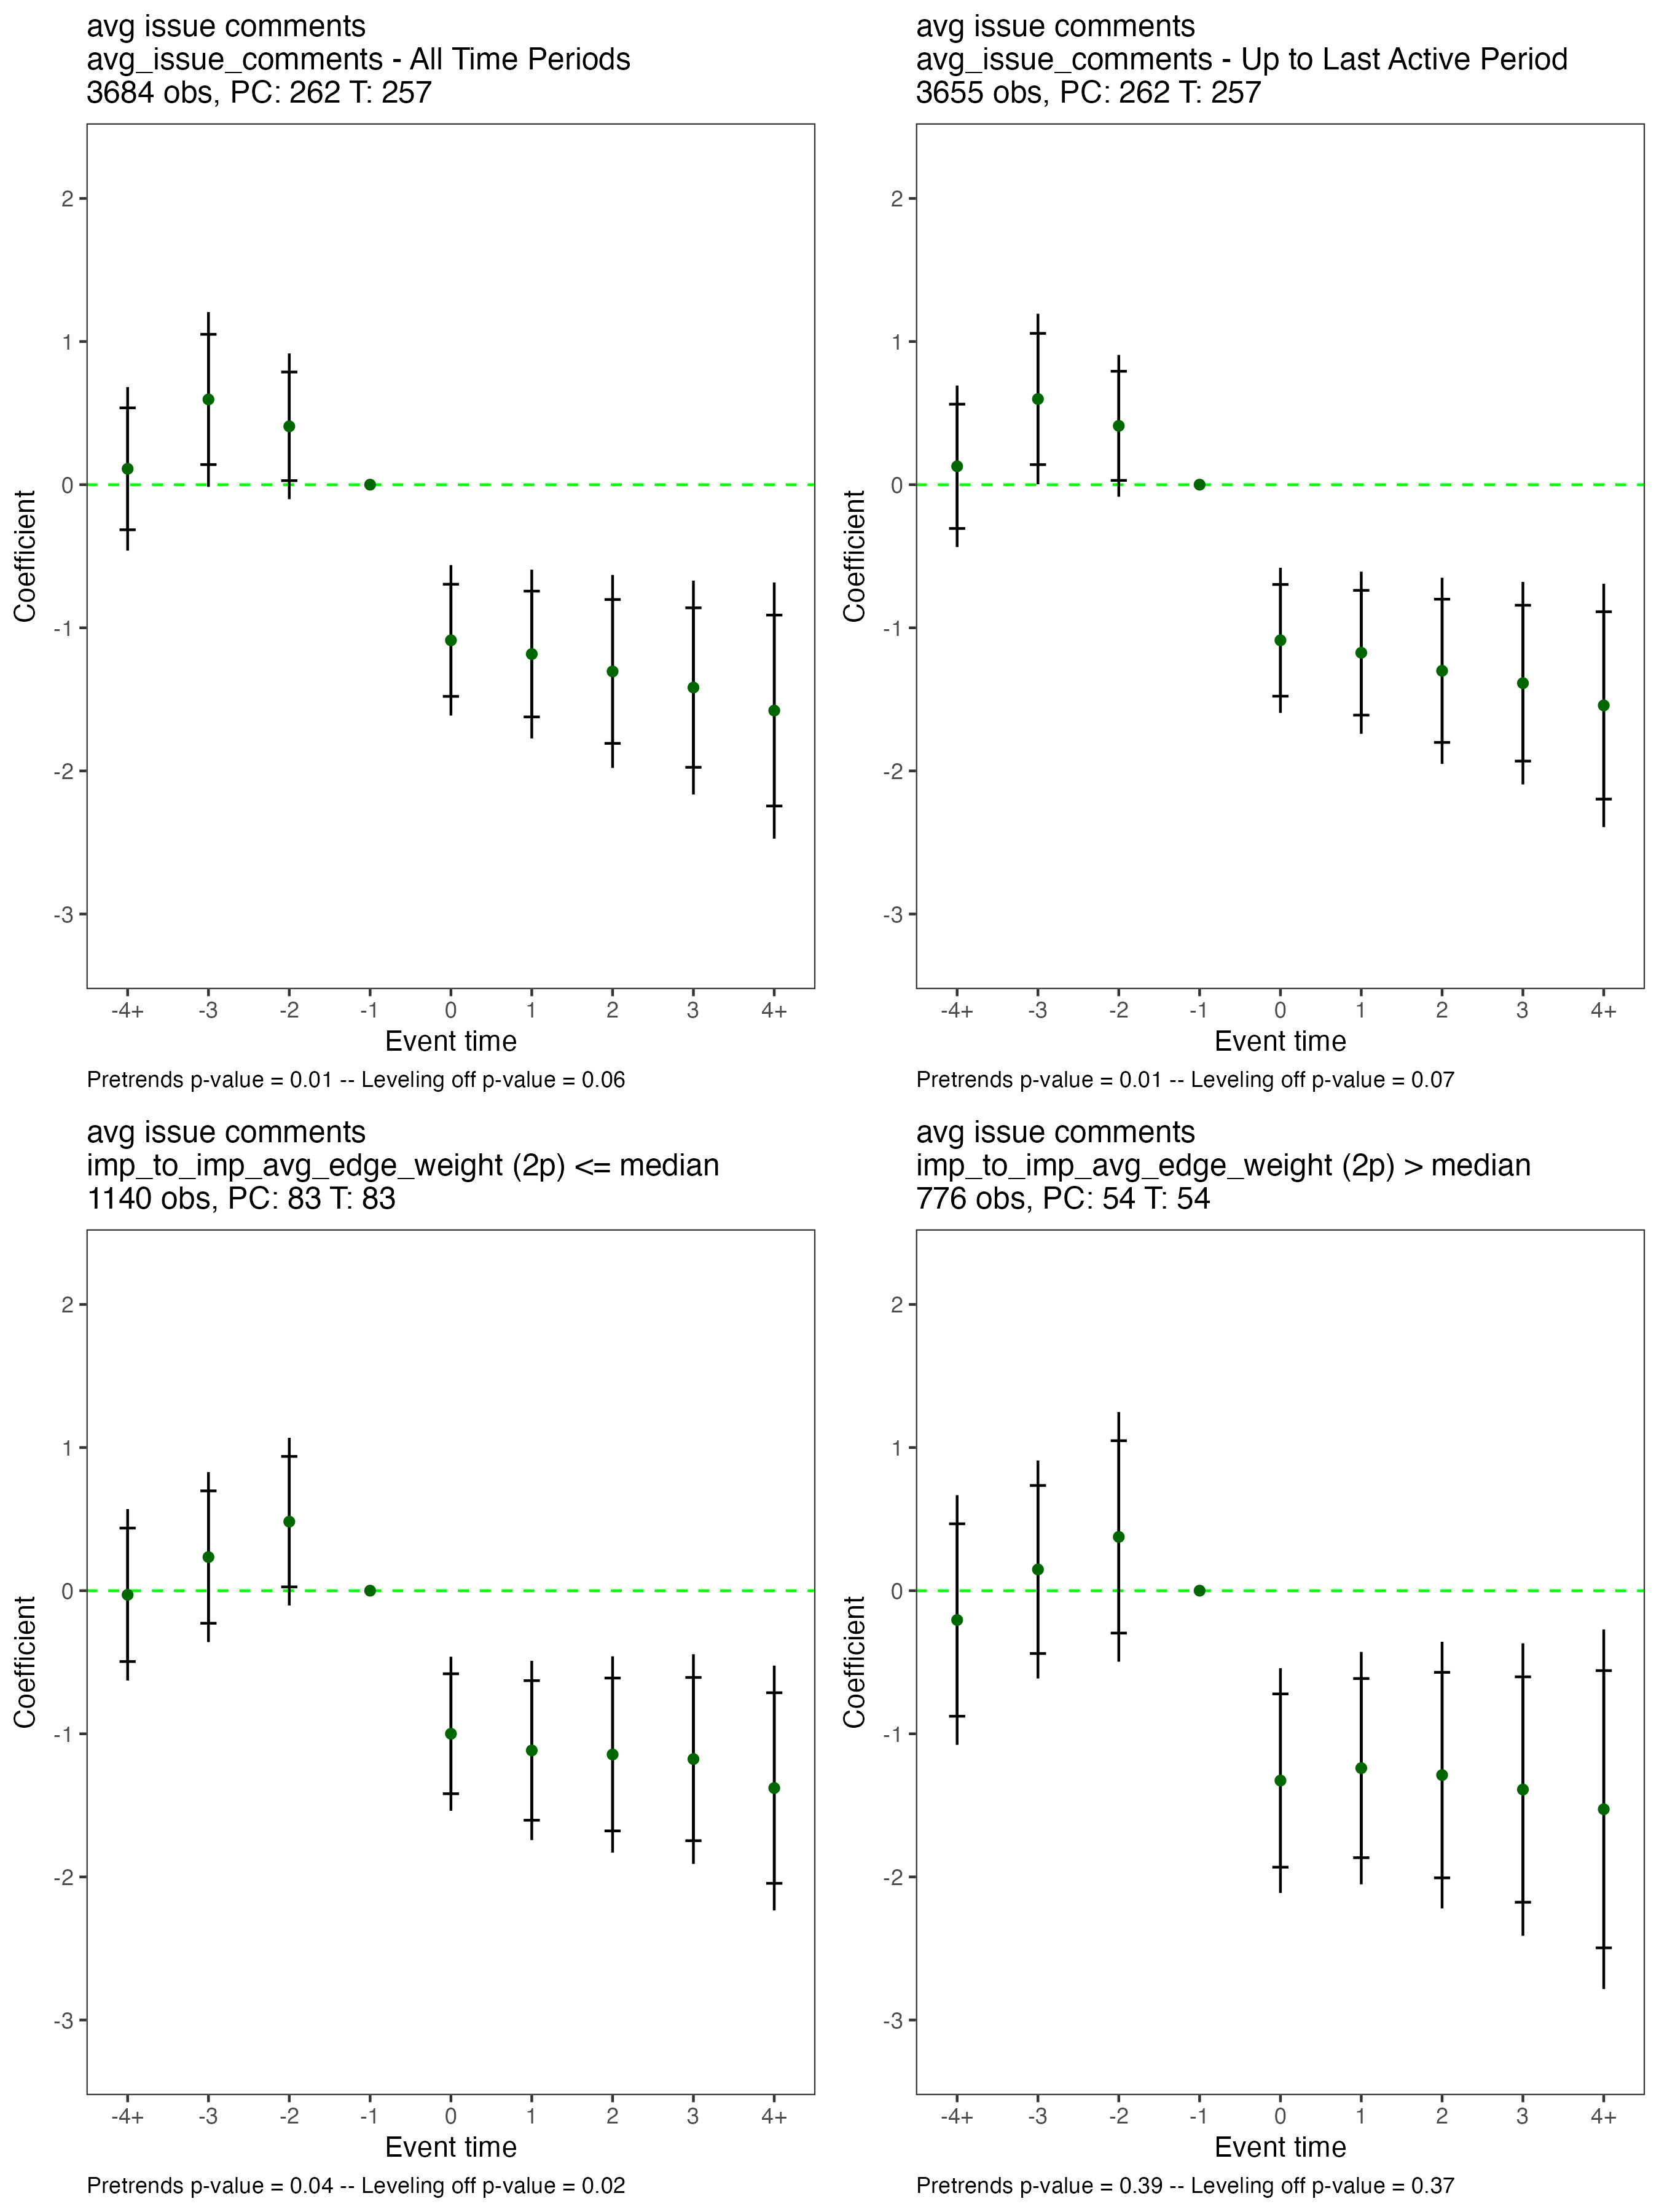 avg issue comments
avg_issue_comments - All Time Periods
3684 obs, PC: 262 T: 257
2
1
0
-1
-2
-3
Coefficient
-4+ -3 -2 -1 0 1 2 3 4+
Event time
Pretrends p-value = 0.01 -- Leveling off p-value = 0.06
avg issue comments
avg_issue_comments - Up to Last Active Period
3655 obs, PC: 262 T: 257
2
1
0
-1
-2
-3
Coefficient
-4+ -3 -2 -1 0 1 2 3 4+
Event time
Pretrends p-value = 0.01 -- Leveling off p-value = 0.07
avg issue comments
imp_to_imp_avg_edge_weight (2p) <= median
1140 obs, PC: 83 T: 83
2
1
0
-1
-2
-3
Coefficient
-4+ -3 -2 -1 0 1 2 3 4+
Event time
Pretrends p-value = 0.04 -- Leveling off p-value = 0.02
avg issue comments
imp_to_imp_avg_edge_weight (2p) > median
776 obs, PC: 54 T: 54
2
1
0
-1
-2
-3
Coefficient
-4+ -3 -2 -1 0 1 2 3 4+
Event time
Pretrends p-value = 0.39 -- Leveling off p-value = 0.37